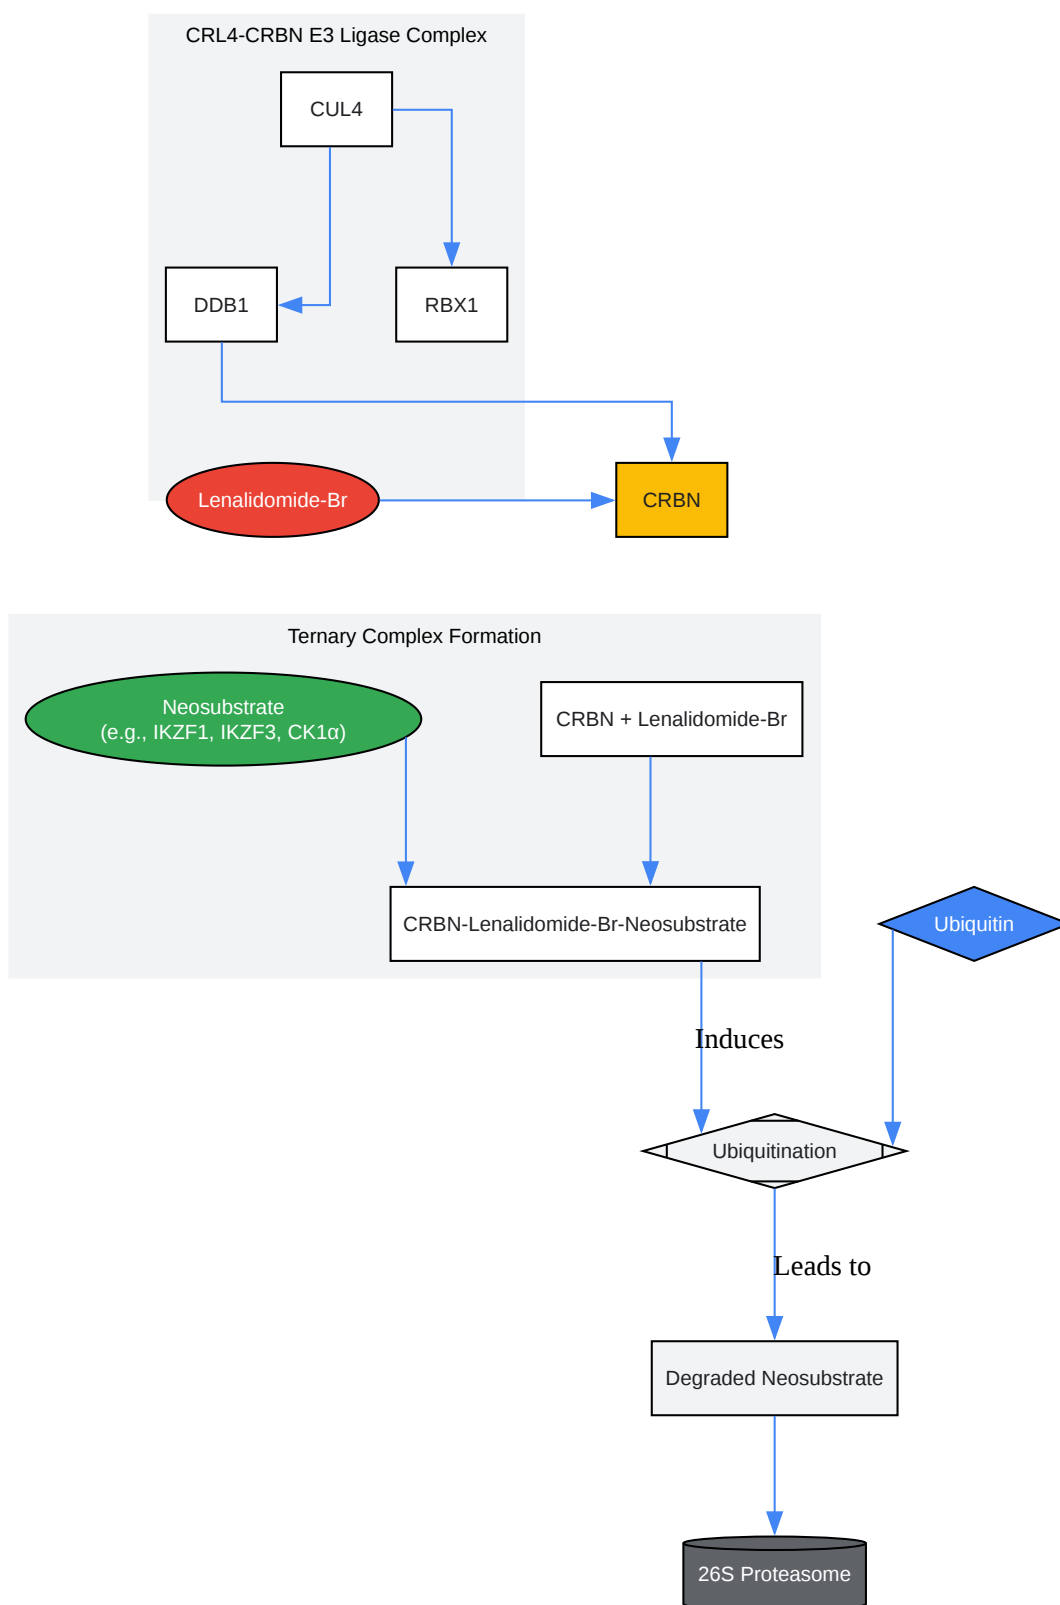 CRL4-CRBN E3 Ligase Complex
CUL4
DDB1
RBX1
Lenalidomide-Br
CRBN
Ternary Complex Formation
Neosubstrate
(e.g., IKZF1, IKZF3, CK1α)
CRBN + Lenalidomide-Br
CRBN-Lenalidomide-Br-Neosubstrate
Ubiquitin
Induces
Ubiquitination
Leads to
Degraded Neosubstrate
26S Proteasome